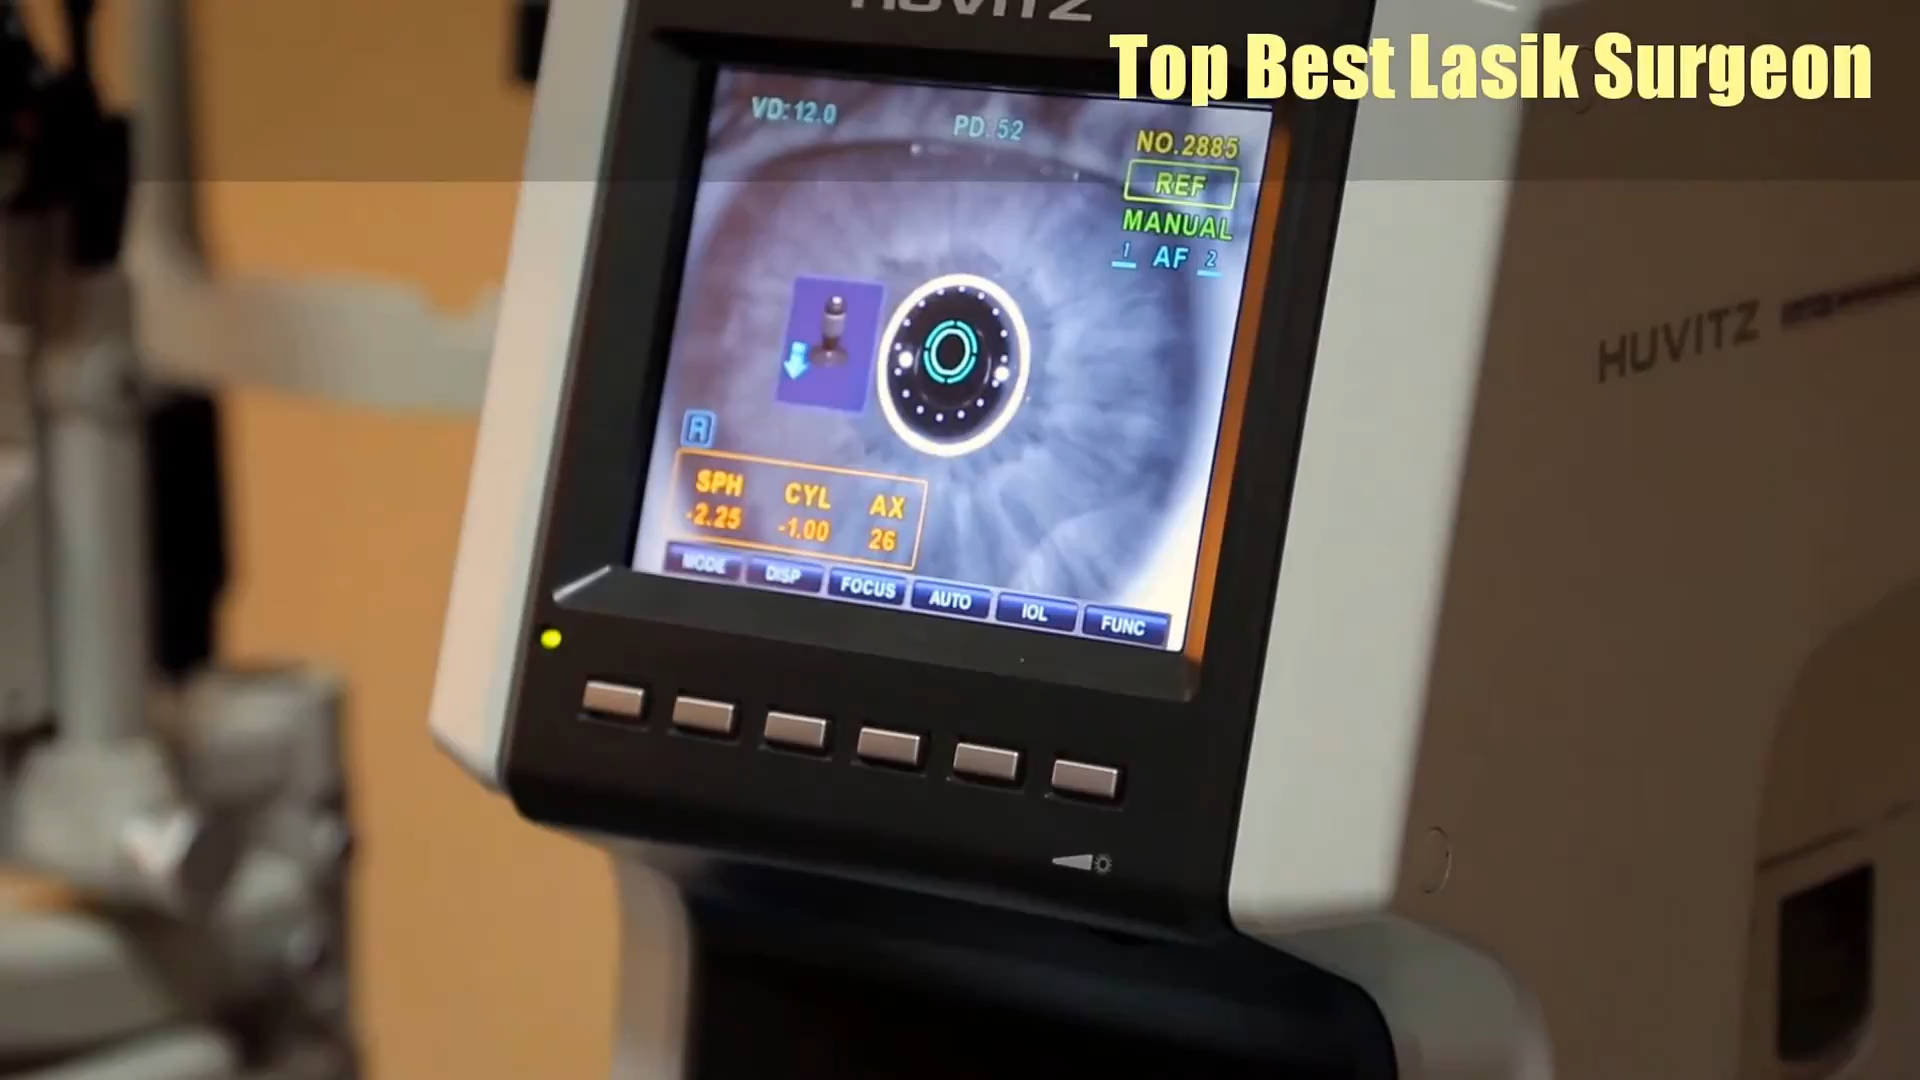 HUVITZ
Top Best Lasik Surgeon
VD: 12.0
PD. 52
NO. 2885
REF
MANUAL
1 AF 2
HUVITZ
R
SPH CYL AX
-2.25 -1.00 26
MODE DISP FOCUS AUTO IOL FUNC